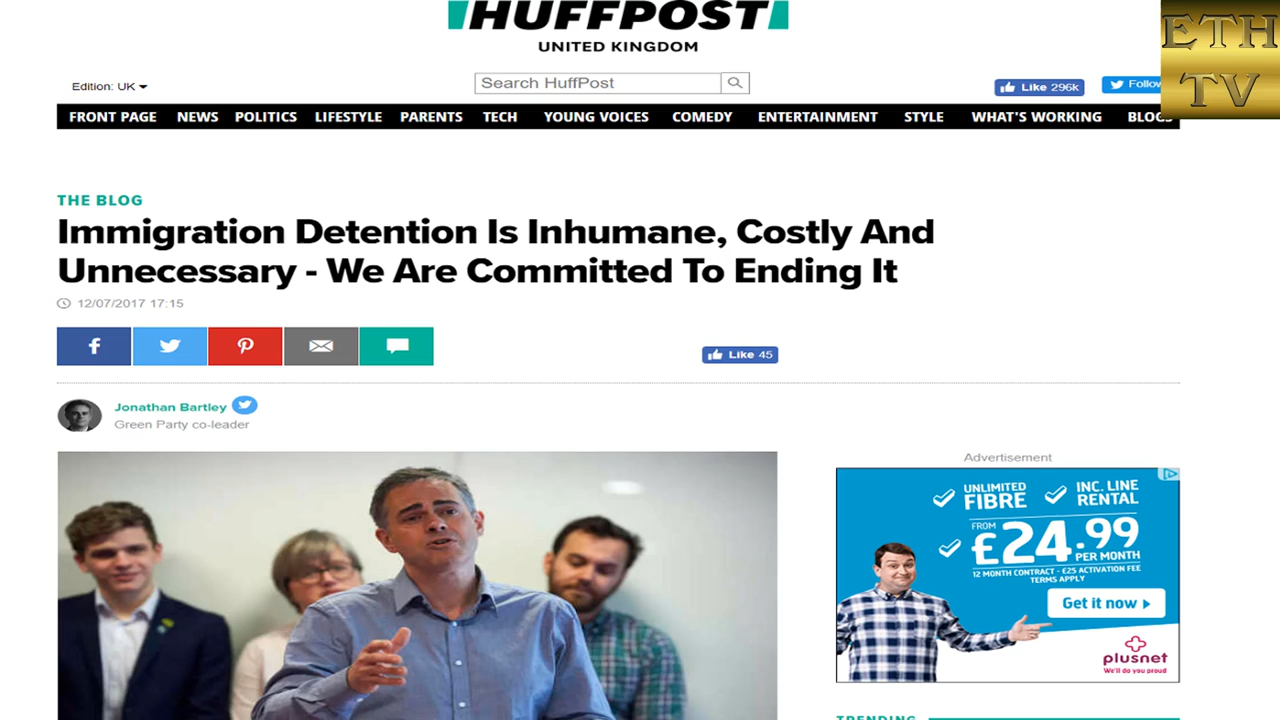 HUFFPOST
UNITED KINGDOM
ETH
TV
Edition: UK
Search HuffPost
Like 296k
Follow
FRONT PAGE NEWS POLITICS LIFESTYLE PARENTS TECH YOUNG VOICES COMEDY ENTERTAINMENT STYLE WHAT'S WORKING BLOGS
THE BLOG
Immigration Detention Is Inhumane, Costly And
Unnecessary - We Are Committed To Ending It
12/07/2017 17:15
Like 45
Jonathan Bartley
Green Party co-leader
Advertisement
UNLIMITED
FIBRE
INC. LINE
RENTAL
FROM
£24.99
PER MONTH
12 MONTH CONTRACT - £25 ACTIVATION FEE
TERMS APPLY
Get it now
plusnet
We'll do you proud
TRENDING